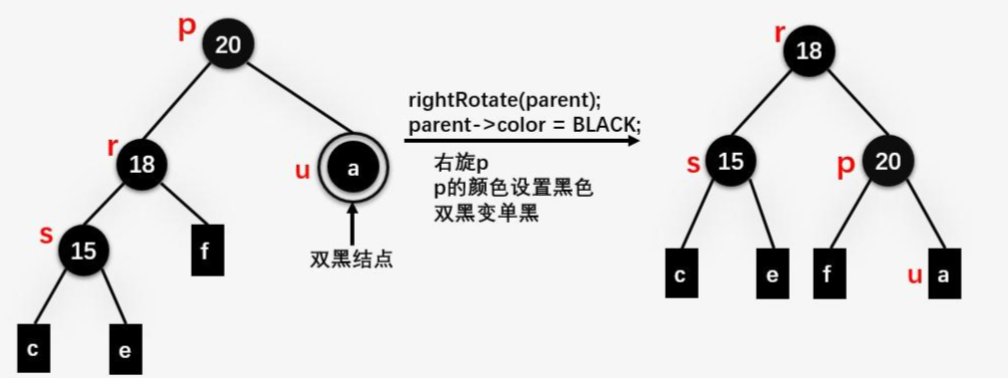 p
20
r
18
u
a
s
15
f
双黑结点
c
e
rightRotate(parent);
parent->color = BLACK;
右旋p
p的颜色设置黑色
双黑变单黑
r
18
s
15
p
20
c
e
f
u
a